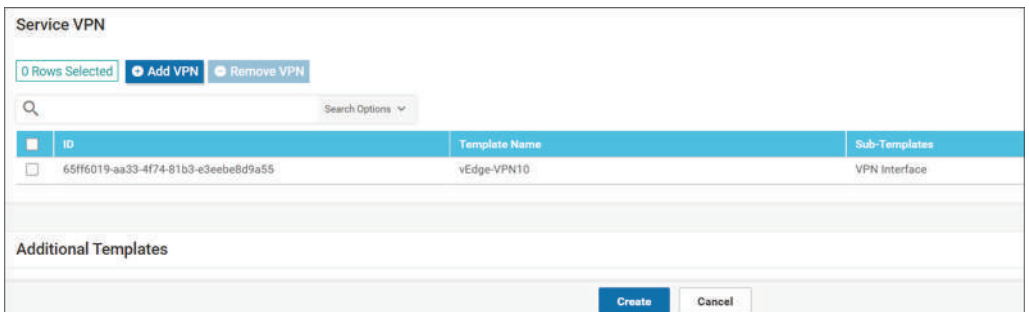 Service VPN
0 Rows Selected Add VPN Remove VPN
Search Options
ID Template Name Sub-Templates
65ff6019-aa33-4f74-81b3-e3eebe8d9a55 vEdge-VPN10 VPN Interface
Additional Templates
Create Cancel